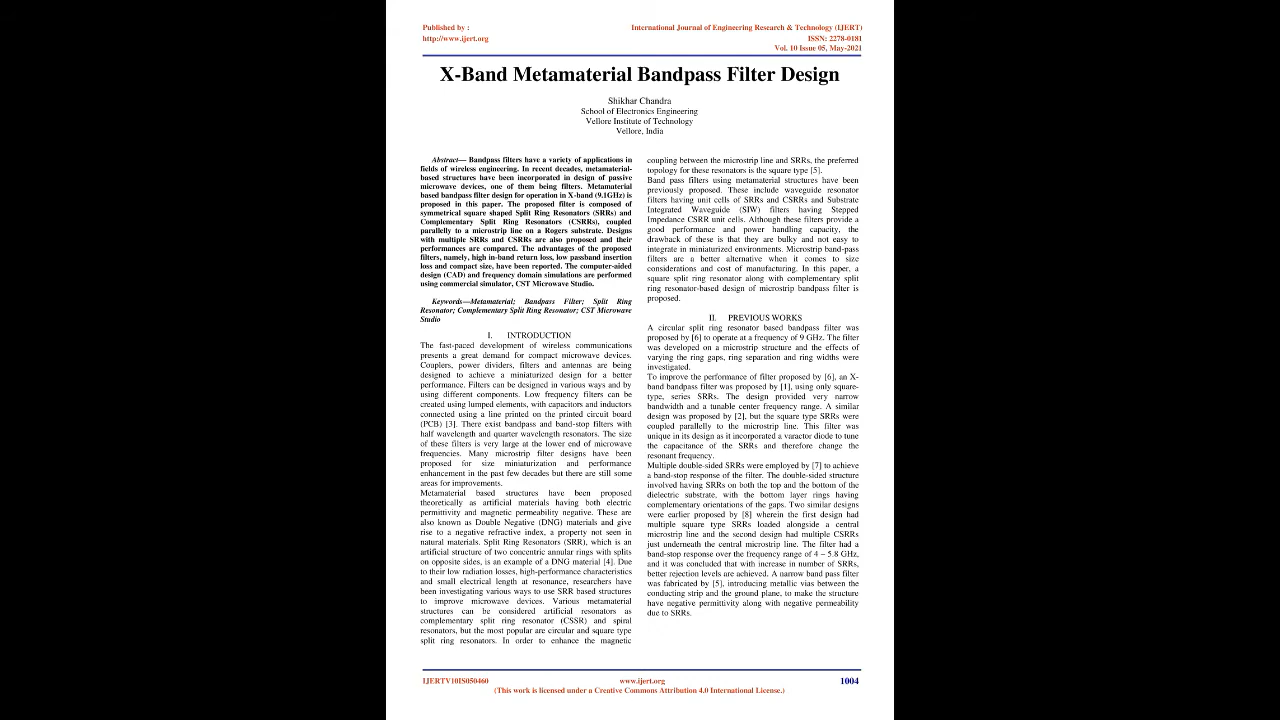 Published by :
http://www.ijert.org
International Journal of Engineering Research & Technology (IJERT)
ISSN: 2278-0181
Vol. 10 Issue 05, May-2021
X-Band Metamaterial Bandpass Filter Design
Shikhar Chandra
School of Electronics Engineering
Vellore Institute of Technology
Vellore, India
Abstract— Bandpass filters have a variety of applications in
fields of wireless engineering. In recent decades, metamaterial-
based structures have been incorporated in design of passive
microwave devices, one of them being filters. Metamaterial
based bandpass filter design for operation in X-band (9.1GHz) is
proposed in this paper. The proposed filter is composed of
symmetrical square shaped Split Ring Resonators (SRRs) and
Complementary Split Ring Resonators (CSRRs), coupled
parallelly to a microstrip line on a Rogers substrate. Designs
with multiple SRRs and CSRRs are also proposed and their
performances are compared. The advantages of the proposed
filters, namely, high in-band return loss, low passband insertion
loss and compact size, have been reported. The computer-aided
design (CAD) and frequency domain simulations are performed
using commercial simulator, CST Microwave Studio.
Keywords—Metamaterial; Bandpass Filter; Split Ring
Resonator; Complementary Split Ring Resonator; CST Microwave
Studio
I. INTRODUCTION
The fast-paced development of wireless communications
presents a great demand for compact microwave devices.
Couplers, power dividers, filters and antennas are being
designed to achieve a miniaturized design for a better
performance. Filters can be designed in various ways and by
using different components. Low frequency filters can be
created using lumped elements, with capacitors and inductors
connected using a line printed on the printed circuit board
(PCB) [3]. There exist bandpass and band-stop filters with
half wavelength and quarter wavelength resonators. The size
of these filters is very large at the lower end of microwave
frequencies. Many microstrip filter designs have been
proposed for size miniaturization and performance
enhancement in the past few decades but there are still some
areas for improvements.
Metamaterial based structures have been proposed
theoretically as artificial materials having both electric
permittivity and magnetic permeability negative. These are
also known as Double Negative (DNG) materials and give
rise to a negative refractive index, a property not seen in
natural materials. Split Ring Resonators (SRR), which is an
artificial structure of two concentric annular rings with splits
on opposite sides, is an example of a DNG material [4]. Due
to their low radiation losses, high-performance characteristics
and small electrical length at resonance, researchers have
been investigating various ways to use SRR based structures
to improve microwave devices. Various metamaterial
structures can be considered artificial resonators as
complementary split ring resonator (CSSR) and spiral
resonators, but the most popular are circular and square type
split ring resonators. In order to enhance the magnetic
coupling between the microstrip line and SRRs, the preferred
topology for these resonators is the square type [5].
Band pass filters using metamaterial structures have been
previously proposed. These include waveguide resonator
filters having unit cells of SRRs and CSRRs and Substrate
Integrated Waveguide (SIW) filters having Stepped
Impedance CSRR unit cells. Although these filters provide a
good performance and power handling capacity, the
drawback of these is that they are bulky and not easy to
integrate in miniaturized environments. Microstrip band-pass
filters are a better alternative when it comes to size
considerations and cost of manufacturing. In this paper, a
square split ring resonator along with complementary split
ring resonator-based design of microstrip bandpass filter is
proposed.
II. PREVIOUS WORKS
A circular split ring resonator based bandpass filter was
proposed by [6] to operate at a frequency of 9 GHz. The filter
was developed on a microstrip structure and the effects of
varying the ring gaps, ring separation and ring widths were
investigated.
To improve the performance of filter proposed by [6], an X-
band bandpass filter was proposed by [1], using only square-
type, series SRRs. The design provided very narrow
bandwidth and a tunable center frequency range. A similar
design was proposed by [2], but the square type SRRs were
coupled parallelly to the microstrip line. This filter was
unique in its design as it incorporated a varactor diode to tune
the capacitance of the SRRs and therefore change the
resonant frequency.
Multiple double-sided SRRs were employed by [7] to achieve
a band-stop response of the filter. The double-sided structure
involved having SRRs on both the top and the bottom of the
dielectric substrate, with the bottom layer rings having
complementary orientations of the gaps. Two similar designs
were earlier proposed by [8] wherein the first design had
multiple square type SRRs loaded alongside a central
microstrip line and the second design had multiple CSRRs
just underneath the central microstrip line. The filter had a
band-stop response over the frequency range of 4 – 5.8 GHz,
and it was concluded that with increase in number of SRRs,
better rejection levels are achieved. A narrow band pass filter
was fabricated by [5], introducing metallic vias between the
conducting strip and the ground plane, to make the structure
have negative permittivity along with negative permeability
due to SRRs.
IJERTV10IS050460
www.ijert.org
1004
(This work is licensed under a Creative Commons Attribution 4.0 International License.)